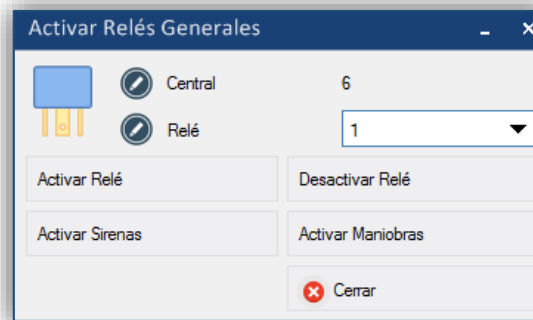 Activar Relés Generales
Central 6
Relé 1
Activar Relé Desactivar Relé
Activar Sirenas Activar Maniobras
Cerrar